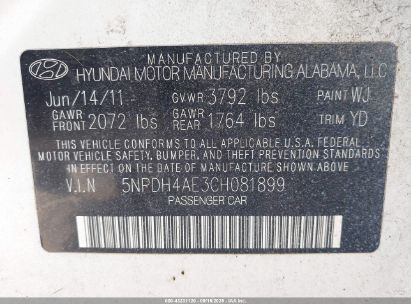 MANUFACTURED BY
HYUNDAI MOTOR MANUFACTURING ALABAMA, LLC
Jun/14/11 GVWR 3792 lbs PAINT WJ
GAWR FRONT 2072 lbs GAWR REAR 1764 lbs TRIM YD
THIS VEHICLE CONFORMS TO ALL APPLICABLE U.S.A. FEDERAL
MOTOR VEHICLE SAFETY, BUMPER, AND THEFT PREVENTION STANDARDS IN
EFFECT ON THE DATE OF MANUFACTURE SHOWN ABOVE.
V.I.N 5NPDH4AE3CH081899
PASSENGER CAR